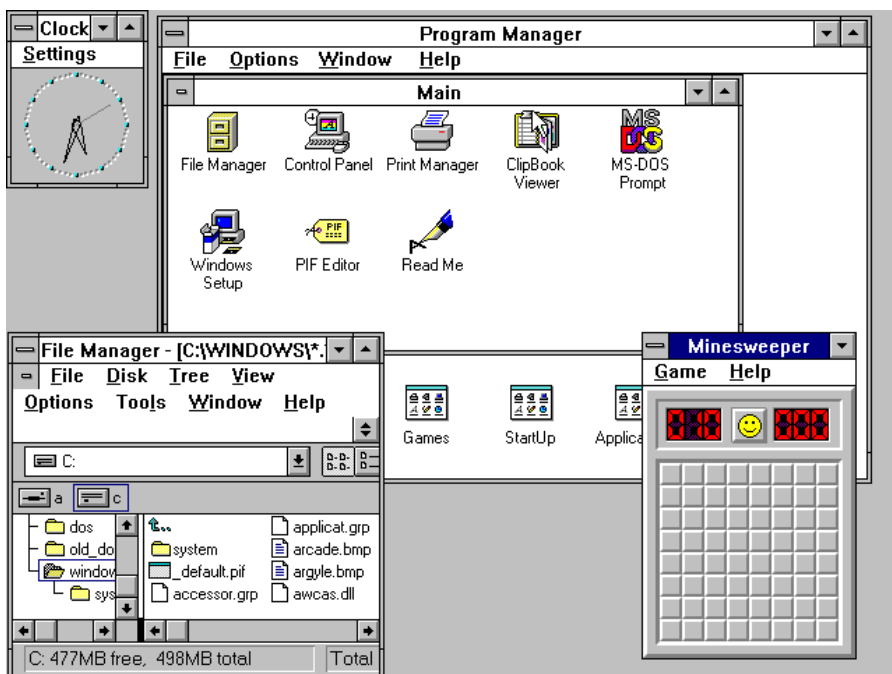 Clock
Settings
Program Manager
File Options Window Help
Main
File Manager
Control Panel
Print Manager
ClipBook
Viewer
MS-DOS
Prompt
MS
DOS
Windows
Setup
PIF
PIF Editor
Read Me
File Manager - [C:\WINDOWS\*.
File Disk Tree View
Options Tools Window Help
C:
a
c
dos
old_do
window
sys
system
_default.pif
accessor.grp
applicat.grp
arcade.bmp
argyle.bmp
awcas.dll
C: 477MB free, 498MB total
Total
Games
StartUp
Applica
Minesweeper
Game Help